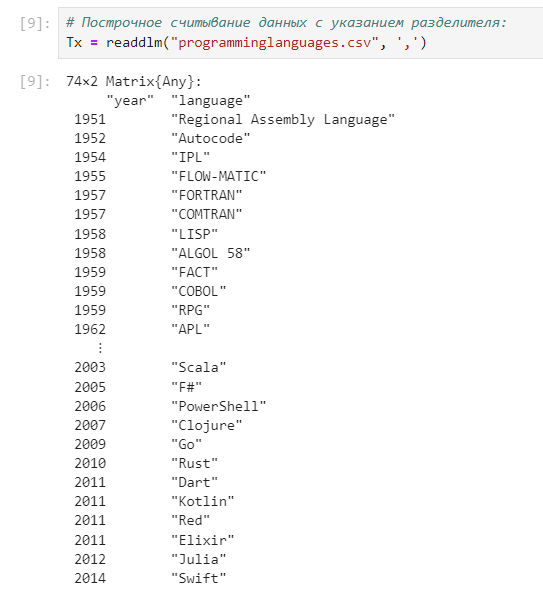 [9]: # Построчное считывание данных с указанием разделителя:
Tx = readdlm("programminglanguages.csv", ',')
[9]: 74×2 Matrix{Any}:
"year" "language"
1951 "Regional Assembly Language"
1952 "Autocode"
1954 "IPL"
1955 "FLOW-MATIC"
1957 "FORTRAN"
1957 "COMTRAN"
1958 "LISP"
1958 "ALGOL 58"
1959 "FACT"
1959 "COBOL"
1959 "RPG"
1962 "APL"
⋮
2003 "Scala"
2005 "F#"
2006 "PowerShell"
2007 "Clojure"
2009 "Go"
2010 "Rust"
2011 "Dart"
2011 "Kotlin"
2011 "Red"
2011 "Elixir"
2012 "Julia"
2014 "Swift"